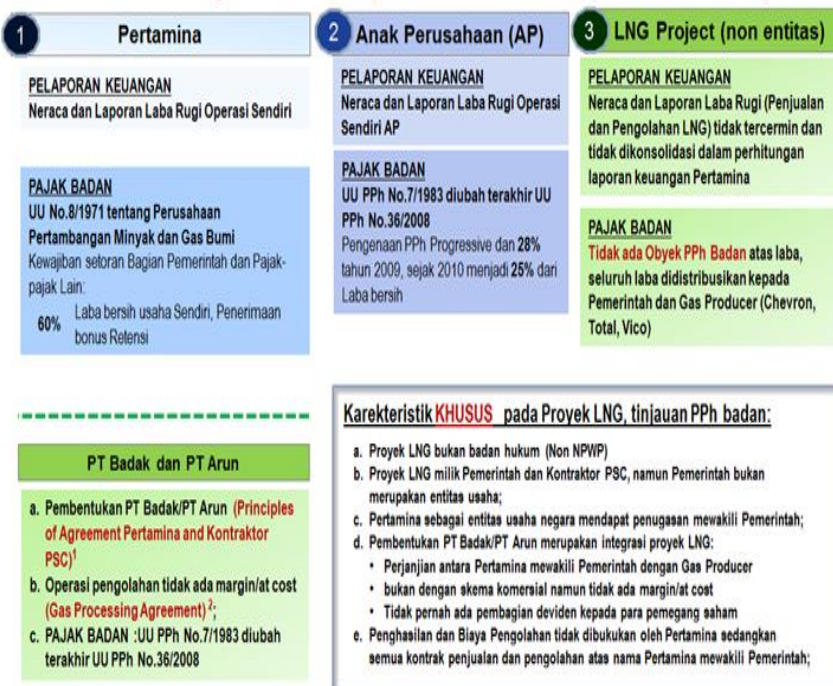 1
Pertamina
PELAPORAN KEUANGAN
Neraca dan Laporan Laba Rugi Operasi Sendiri
PAJAK BADAN
UU No.8/1971 tentang Perusahaan
Pertambangan Minyak dan Gas Bumi
Kewajiban setoran Bagian Pemerintah dan Pajak-
pajak Lain:
60% Laba bersih usaha Sendiri, Penerimaan
bonus Retensi
2
Anak Perusahaan (AP)
PELAPORAN KEUANGAN
Neraca dan Laporan Laba Rugi Operasi
Sendiri AP
PAJAK BADAN
UU PPh No.7/1983 diubah terakhir UU
PPh No.36/2008
Pengenaan PPh Progressive dan 28%
tahun 2009, sejak 2010 menjadi 25% dari
Laba bersih
3
LNG Project (non entitas)
PELAPORAN KEUANGAN
Neraca dan Laporan Laba Rugi (Penjualan
dan Pengolahan LNG) tidak tercermin dan
tidak dikonsolidasi dalam perhitungan
laporan keuangan Pertamina
PAJAK BADAN
Tidak ada Obyek PPh Badan atas laba,
seluruh laba didistribusikan kepada
Pemerintah dan Gas Producer (Chevron,
Total, Vico)
PT Badak dan PT Arun
a. Pembentukan PT Badak/PT Arun (Principles
of Agreement Pertamina and Kontraktor
PSC)1
b. Operasi pengolahan tidak ada margin/at cost
(Gas Processing Agreement) 2;
c. PAJAK BADAN :UU PPh No.7/1983 diubah
terakhir UU PPh No.36/2008
Karekteristik KHUSUS pada Proyek LNG, tinjauan PPh badan:
a. Proyek LNG bukan badan hukum (Non NPWP)
b. Proyek LNG milik Pemerintah dan Kontraktor PSC, namun Pemerintah bukan
merupakan entitas usaha;
c. Pertamina sebagai entitas usaha negara mendapat penugasan mewakili Pemerintah;
d. Pembentukan PT Badak/PT Arun merupakan integrasi proyek LNG:
• Perjanjian antara Pertamina mewakili Pemerintah dengan Gas Producer
• bukan dengan skema komersial namun tidak ada margin/at cost
• Tidak pernah ada pembagian deviden kepada para pemegang saham
e. Penghasilan dan Biaya Pengolahan tidak dibukukan oleh Pertamina sedangkan
semua kontrak penjualan dan pengolahan atas nama Pertamina mewakili Pemerintah;